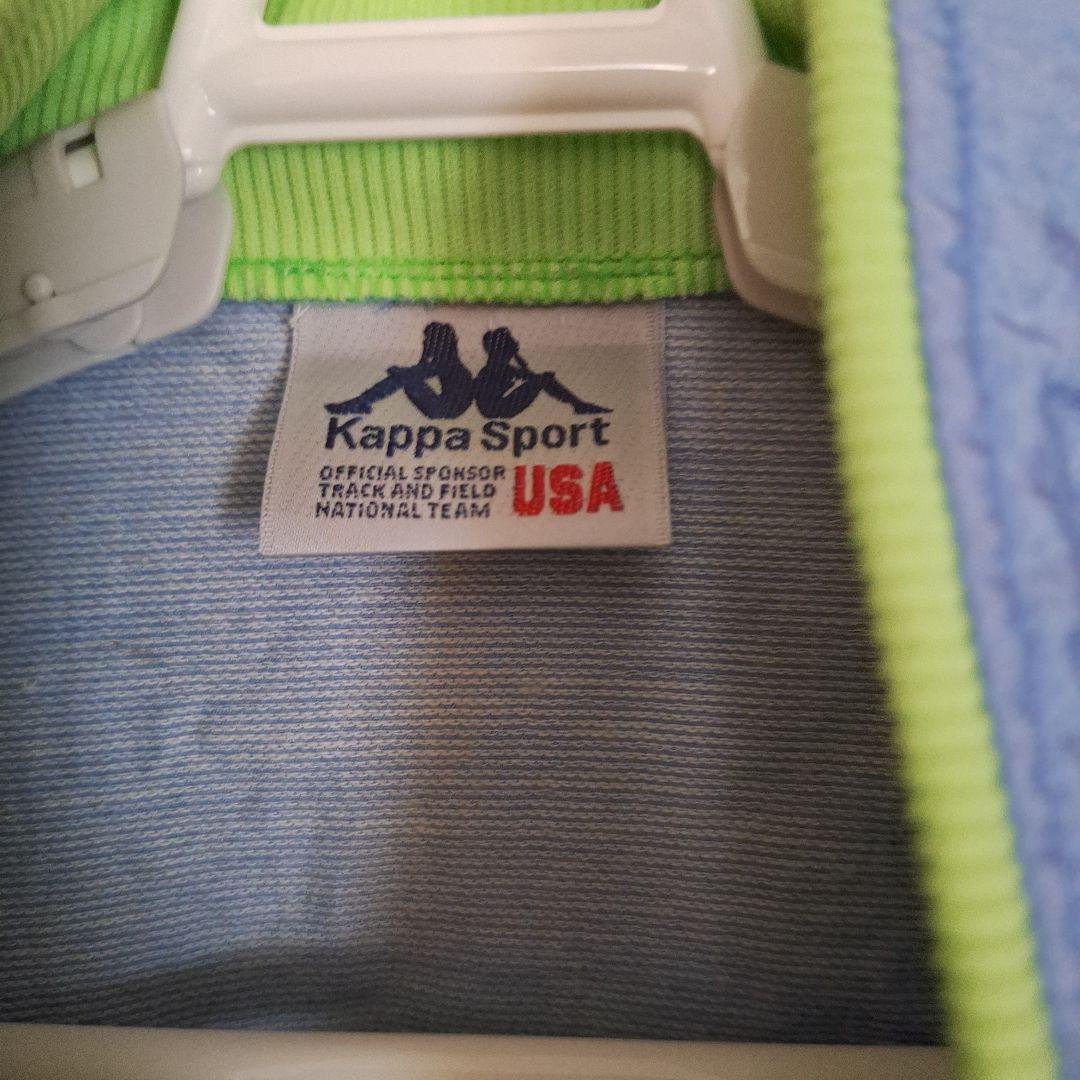 Kappa Sport
OFFICIAL SPONSOR
TRACK AND FIELD
NATIONAL TEAM
USA